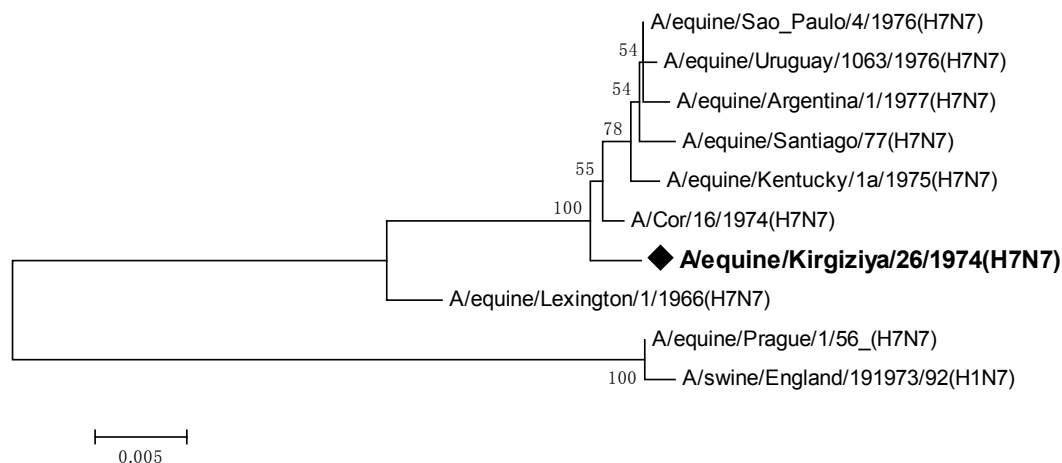 A/equine/Sao_Paulo/4/1976(H7N7)
54
A/equine/Uruguay/1063/1976(H7N7)
54
A/equine/Argentina/1/1977(H7N7)
78
A/equine/Santiago/77(H7N7)
55
A/equine/Kentucky/1a/1975(H7N7)
100
A/Cor/16/1974(H7N7)
A/equine/Kirgiziya/26/1974(H7N7)
A/equine/Lexington/1/1966(H7N7)
A/equine/Prague/1/56_(H7N7)
100
A/swine/England/191973/92(H1N7)
0.005